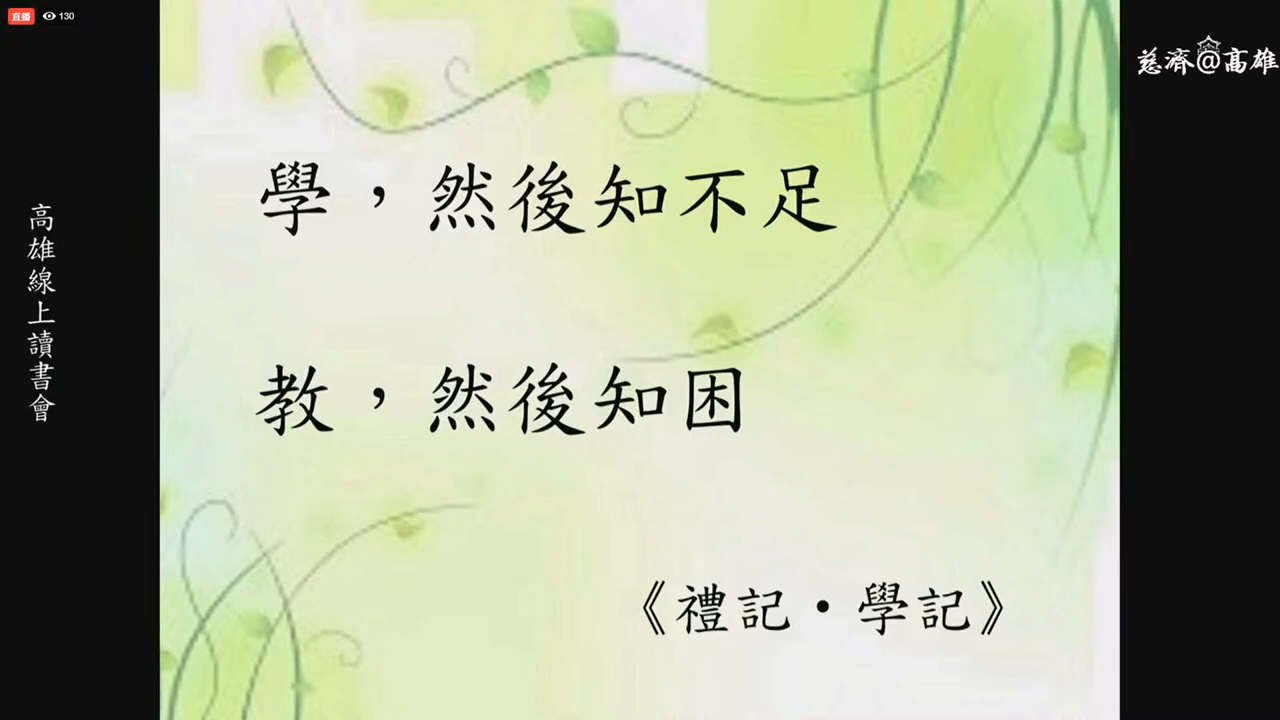 直播 130
慈濟@高雄
高雄線上讀書會
學，然後知不足
教，然後知困
《禮記·學記》